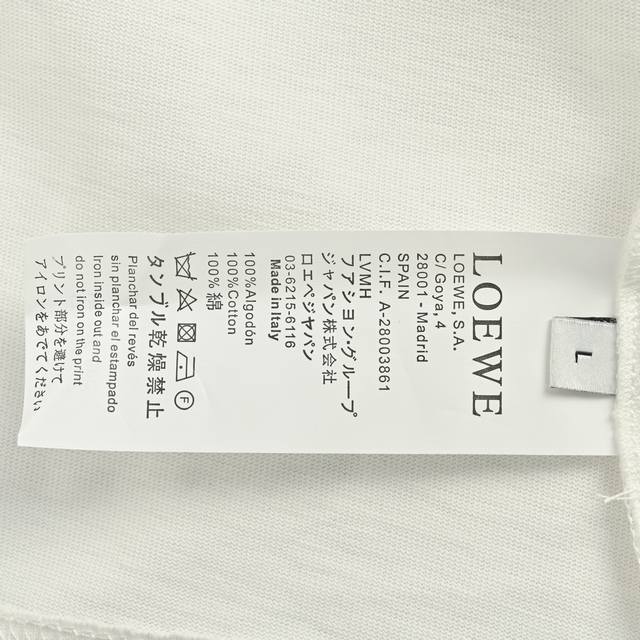 LOEWE
LOEWE, S.A.
C/ Goya, 4
28001 - Madrid
SPAIN
C.I.F. A-28003861
LVMH
ファシヨン·グループ
ジャパン株式会社
ロエベジヤパン
03-6215-6116
Made in Italy
100%Algodón
100%Cotton
100%綿
F
タンブル乾燥禁止
Planchar del revés
sin planchar el estampado
Iron inside out and
do not iron on the print
プリント部分を避けて
アイロンをあでてください
L